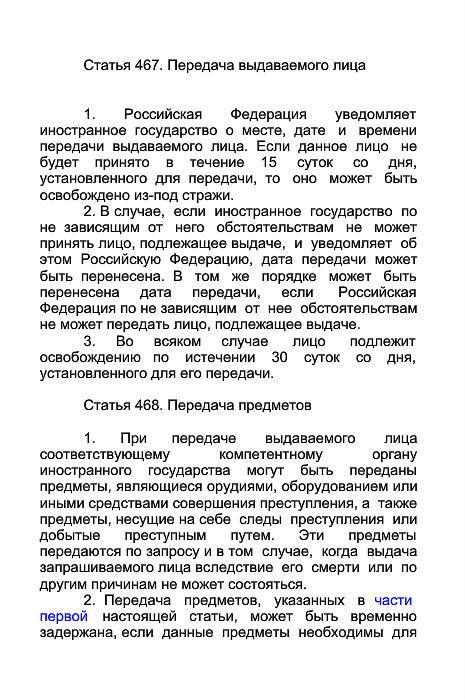 Статья 467. Передача выдаваемого лица
1. Российская Федерация уведомляет
иностранное государство о месте, дате и времени
передачи выдаваемого лица. Если данное лицо не
будет принято в течение 15 суток со дня,
установленного для передачи, то оно может быть
освобождено из-под стражи.
2. В случае, если иностранное государство по
не зависящим от него обстоятельствам не может
принять лицо, подлежащее выдаче, и уведомляет об
этом Российскую Федерацию, дата передачи может
быть перенесена. В том же порядке может быть
перенесена дата передачи, если Российская
Федерация по не зависящим от нее обстоятельствам
не может передать лицо, подлежащее выдаче.
3. Во всяком случае лицо подлежит
освобождению по истечении 30 суток со дня,
установленного для его передачи.
Статья 468. Передача предметов
1. При передаче выдаваемого лица
соответствующему компетентному органу
иностранного государства могут быть переданы
предметы, являющиеся орудиями, оборудованием или
иными средствами совершения преступления, а также
предметы, несущие на себе следы преступления или
добытые преступным путем. Эти предметы
передаются по запросу и в том случае, когда выдача
запрашиваемого лица вследствие его смерти или по
другим причинам не может состояться.
2. Передача предметов, указанных в части
первой настоящей статьи, может быть временно
задержана, если данные предметы необходимы для